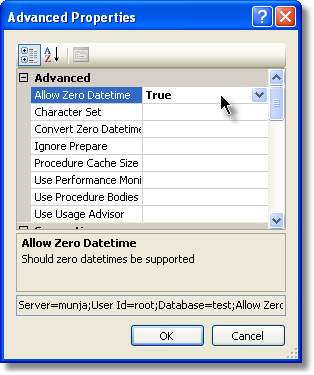 Advanced Properties
Advanced
Allow Zero Datetime True
Character Set
Convert Zero Datetime
Ignore Prepare
Procedure Cache Size
Use Performance Moni
Use Procedure Bodies
Use Usage Advisor
Allow Zero Datetime
Should zero datetimes be supported
Server=munja;User Id=root;Database=test;Allow Zero
OK Cancel